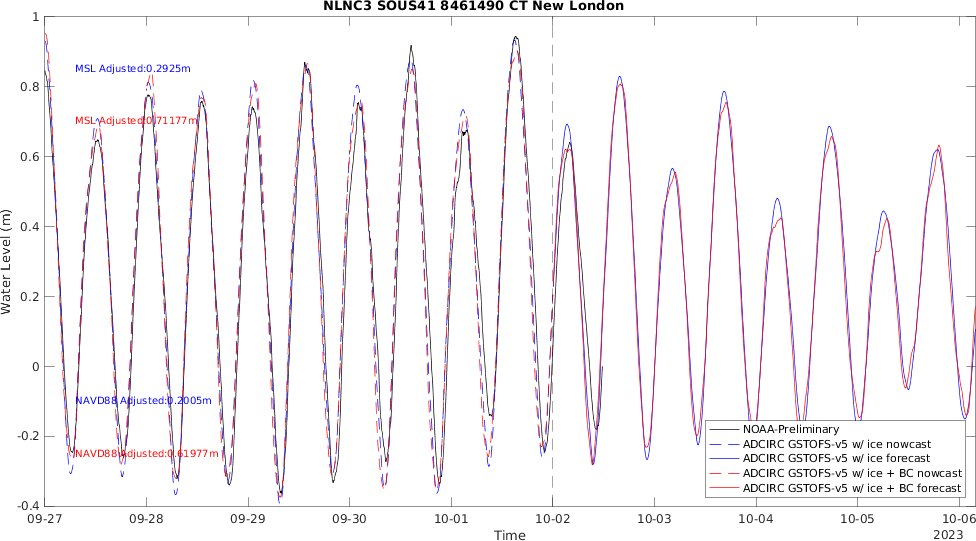 NLNC3 SOUS41 8461490 CT New London
1
0.8
0.6
0.4
0.2
0
-0.2
-0.4
Water Level (m)
MSL Adjusted:0.2925m
MSL Adjusted:0.71177m
NAVD88 Adjusted:0.2005m
NAVD88 Adjusted:0.61977m
NOAA-Preliminary
ADCIRC GSTOFS-v5 w/ ice nowcast
ADCIRC GSTOFS-v5 w/ ice forecast
ADCIRC GSTOFS-v5 w/ ice + BC nowcast
ADCIRC GSTOFS-v5 w/ ice + BC forecast
09-27 09-28 09-29 09-30 10-01 10-02 10-03 10-04 10-05 10-06
Time
2023